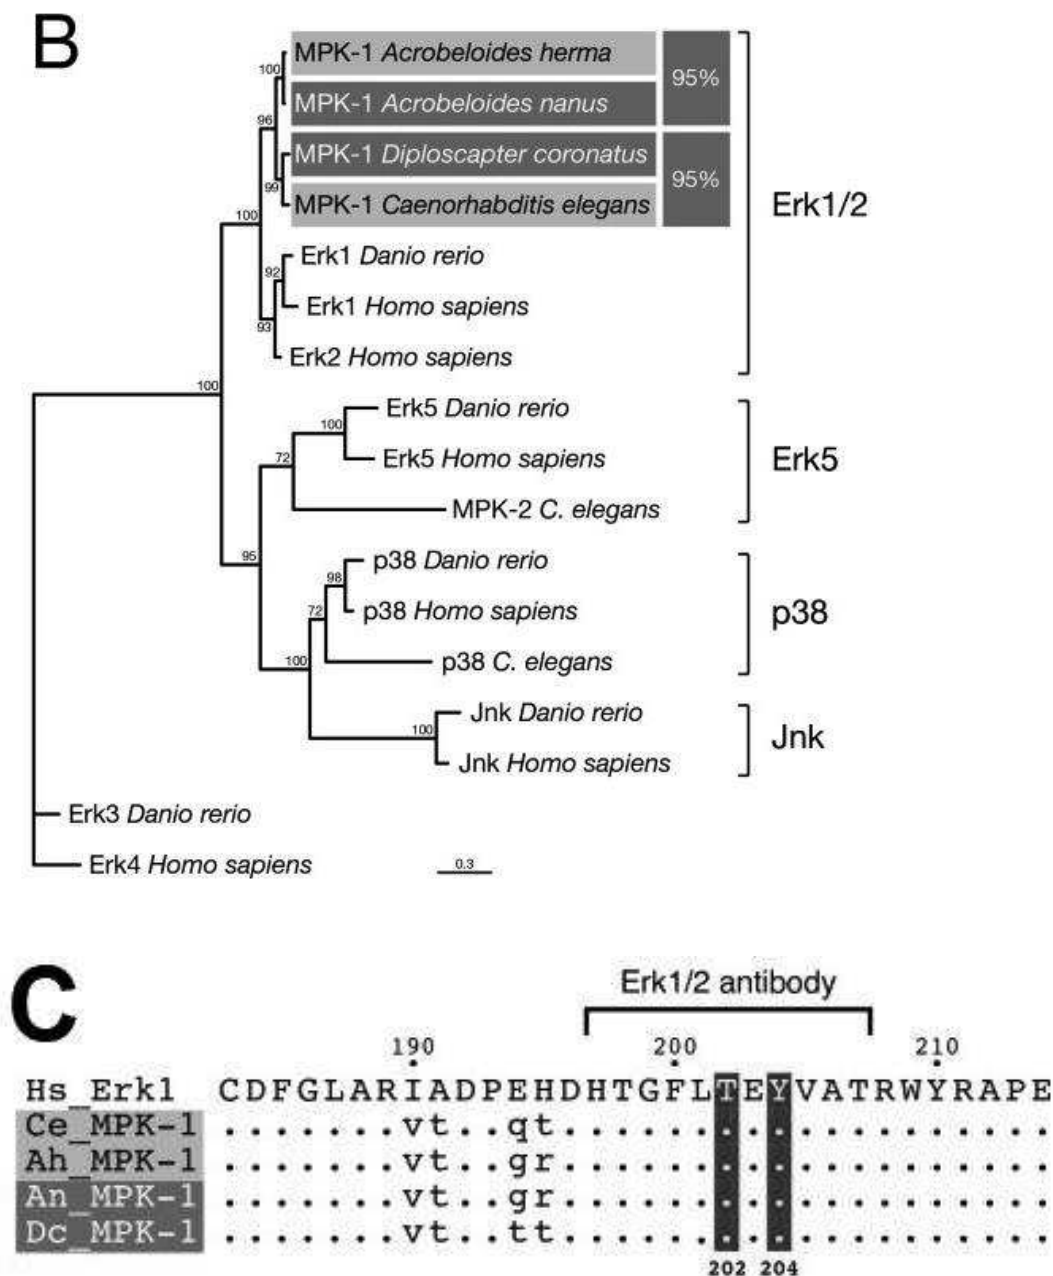 B
MPK-1 Acrobeloides herma
100
95%
MPK-1 Acrobeloides nanus
96
MPK-1 Diploscapter coronatus
99
95%
MPK-1 Caenorhabditis elegans
Erk1/2
100
Erk1 Danio rerio
92
Erk1 Homo sapiens
93
Erk2 Homo sapiens
100
Erk5 Danio rerio
100
Erk5 Homo sapiens
72
Erk5
MPK-2 C. elegans
95
p38 Danio rerio
98
p38 Homo sapiens
72
p38
p38 C. elegans
100
Jnk Danio rerio
100
Jnk
Jnk Homo sapiens
Erk3 Danio rerio
Erk4 Homo sapiens
0.3
C
Erk1/2 antibody
190 200 210
Hs_Erk1 CDFGLARIADPEHDHTGFLTEYVATRWYRAPE
Ce_MPK-1 .......vt..qt...................
Ah_MPK-1 .......vt..gr...................
An_MPK-1 .......vt..gr...................
Dc_MPK-1 .......vt..tt...................
202 204